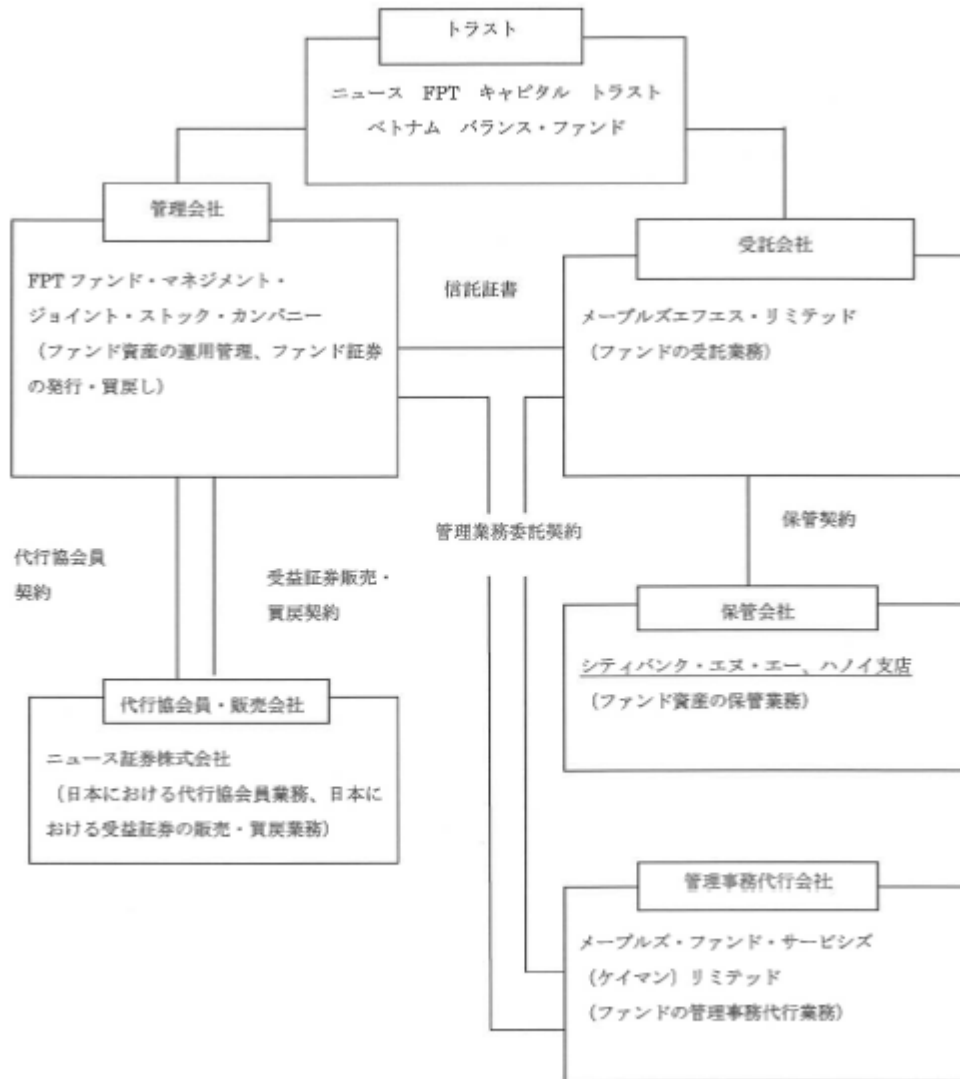 トラスト
ニュース FPT キャピタル トラスト
ベトナム バランス・ファンド
管理会社
FPT ファンド・マネジメント・
ジョイント・ストック・カンパニー
（ファンド資産の運用管理、ファンド証券
の発行・買戻し）
信託証書
受託会社
メープルズエフエス・リミテッド
（ファンドの受託業務）
代行協会員
契約
受益証券販売・
買戻契約
管理業務委託契約
保管契約
保管会社
シティバンク・エヌ・エー、ハノイ支店
（ファンド資産の保管業務）
代行協会員・販売会社
ニュース証券株式会社
（日本における代行協会員業務、日本に
おける受益証券の販売・買戻業務）
管理事務代行会社
メープルズ・ファンド・サービシズ
（ケイマン）リミテッド
（ファンドの管理事務代行業務）